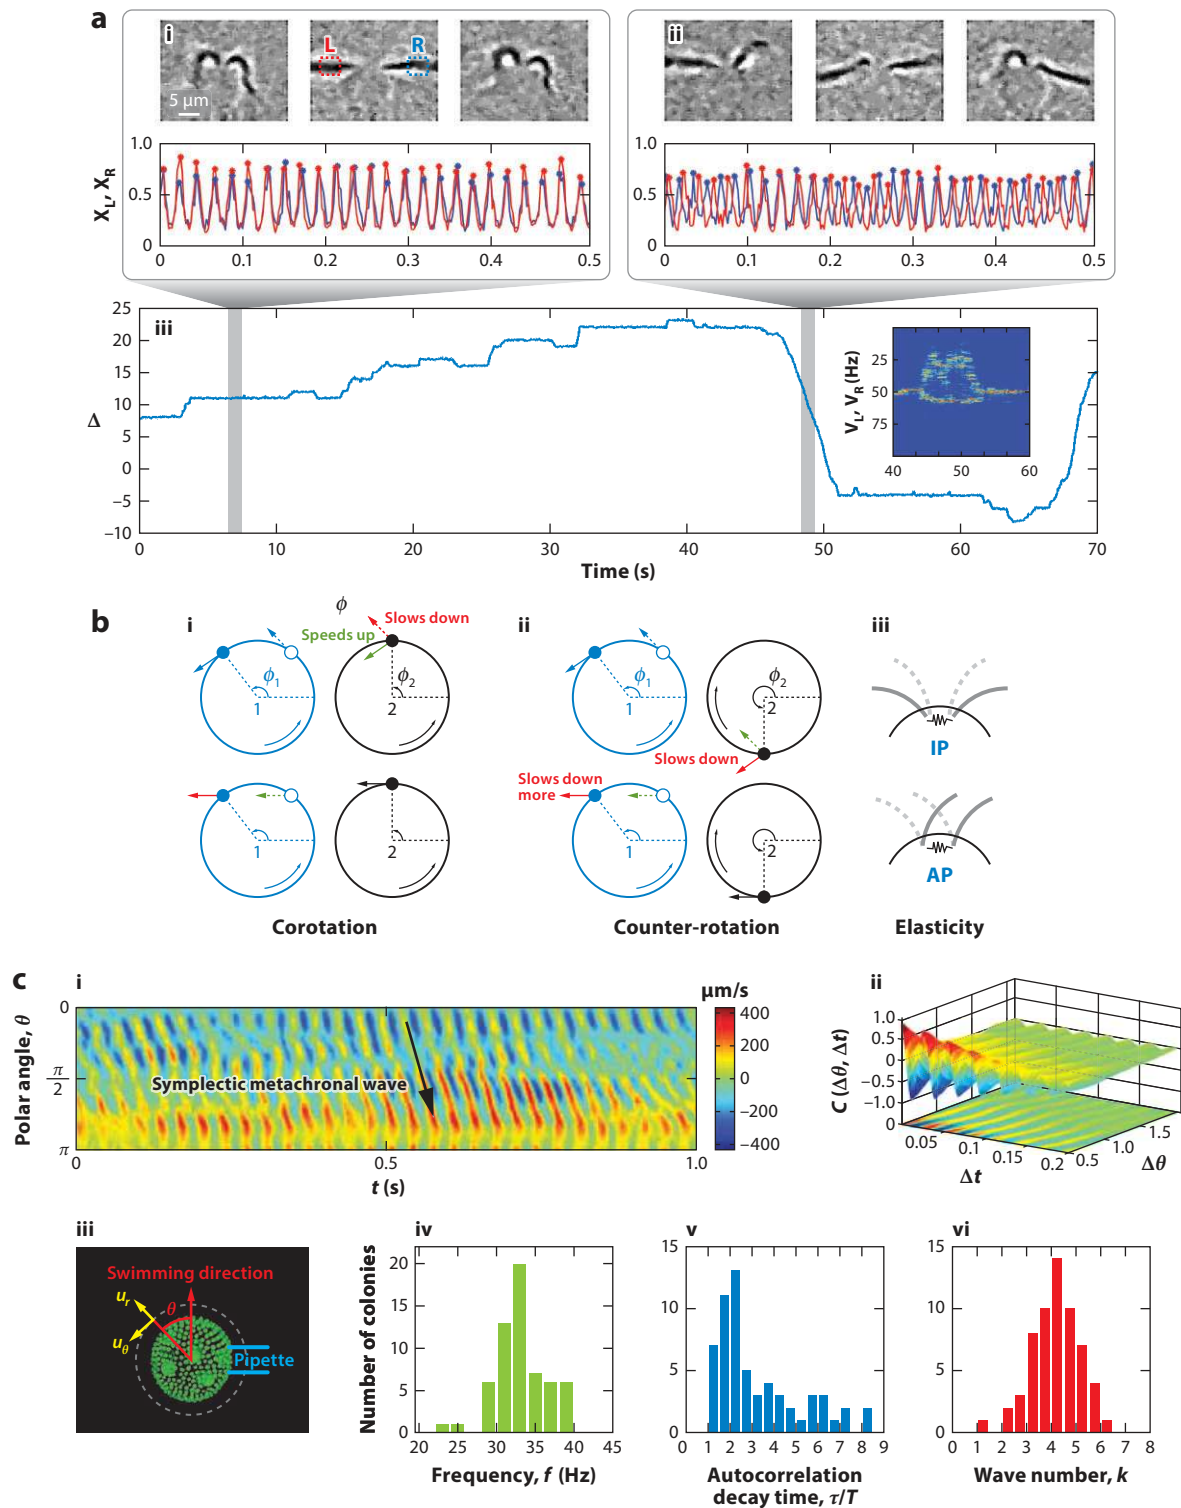 a
i
L
R
5 μm
ii
X_L, X_R
1.0
0.5
0
0 0.1 0.2 0.3 0.4 0.5
1.0
0.5
0
0 0.1 0.2 0.3 0.4 0.5
iii
Δ
25
20
15
10
5
0
−5
−10
0 10 20 30 40 50 60 70
Time (s)
V_L, V_R (Hz)
25
50
75
40 50 60
b
i
ϕ
Slows down
Speeds up
ϕ₁
ϕ₂
1
2
1
2
Corotation
ii
ϕ₁
ϕ₂
1
2
Slows down
Slows down
more
1
2
Counter-rotation
iii
IP
AP
Elasticity
c
i
Polar angle, θ
0
π
2
π
Symplectic metachronal wave
0 0.5 1.0
t (s)
μm/s
400
200
0
−200
−400
ii
C (Δθ, Δt)
1.0
0.5
0
−0.5
−1.0
0
0.05
0.1
0.15
0.2
Δt
0.5
1.0
1.5
Δθ
iii
Swimming direction
u_r
θ
u_θ
Pipette
iv
Number of colonies
20
15
10
5
0
20 25 30 35 40 45
Frequency, f (Hz)
v
15
10
5
0
0 1 2 3 4 5 6 7 8 9
Autocorrelation
decay time, τ/T
vi
15
10
5
0
0 1 2 3 4 5 6 7 8
Wave number, k